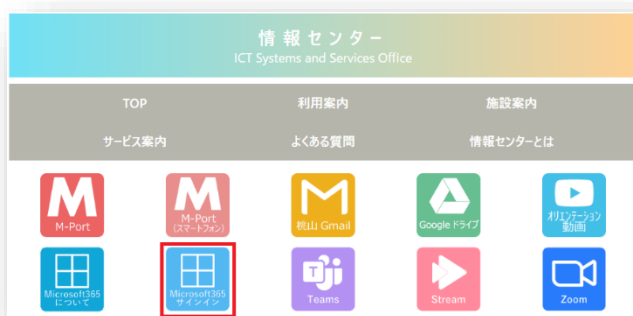 情報センター
ICT Systems and Services Office
TOP
利用案内
施設案内
サービス案内
よくある質問
情報センターとは
M-Port
M-Port
(スマートフォン)
桃山 Gmail
Google ドライブ
オリエンテーション
動画
Microsoft365
について
Microsoft365
サインイン
Teams
Stream
Zoom